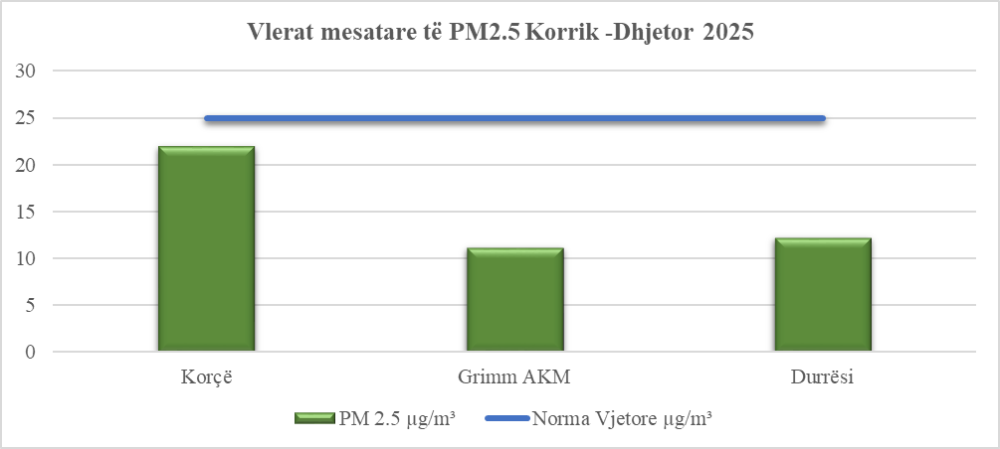 Vlerat mesatare të PM2.5 Korrik -Dhjetor 2025
30
25
20
15
10
5
0
Korçë Grimm AKM Durrësi
PM 2.5 µg/m³ Norma Vjetore µg/m³